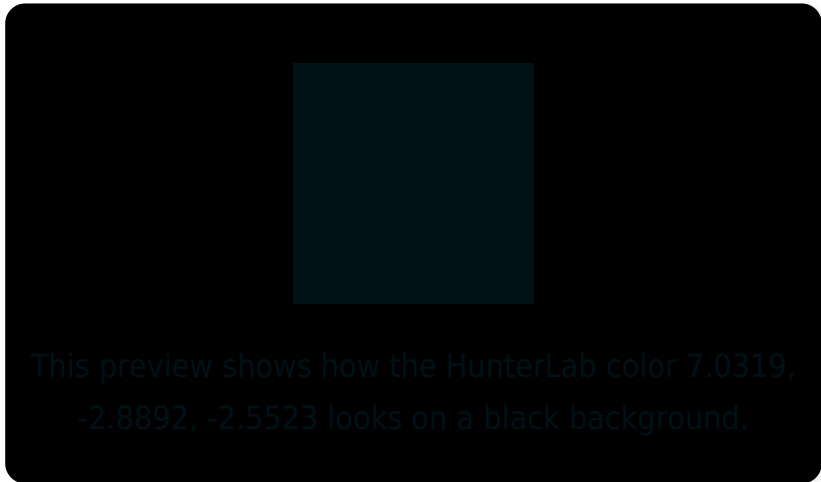 This preview shows how the HunterLab color 7.0319,
-2.8892, -2.5523 looks on a black background.